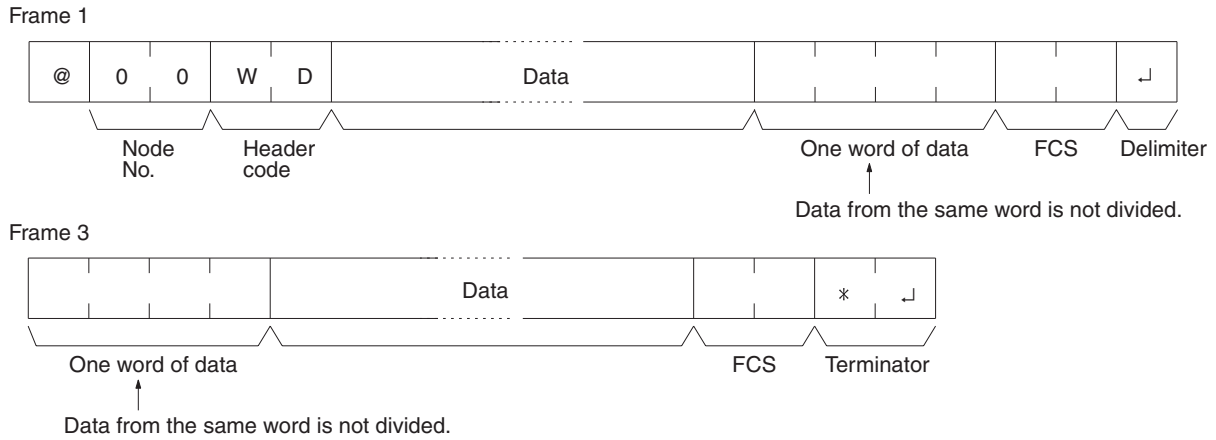 Frame 1
@ 0 0 W D Data ↵
Node No. Header code One word of data FCS Delimiter
Data from the same word is not divided.
Frame 3
Data * ↵
One word of data FCS Terminator
Data from the same word is not divided.